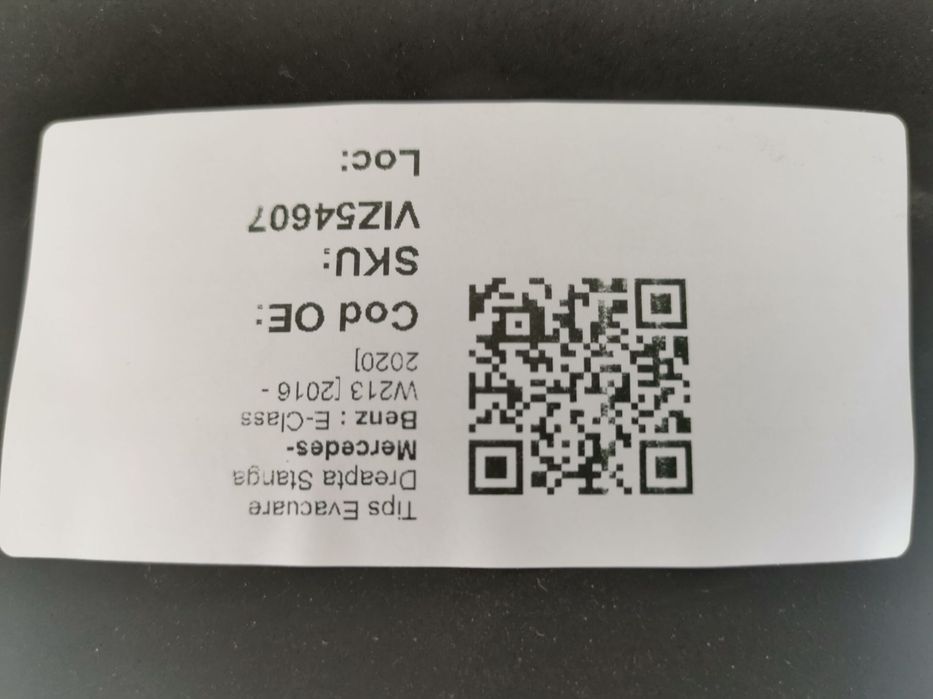 Tips Evacuare
Dreapta Stanga
Mercedes-
Benz : E-Class
W213 [2016 -
2020]
Cod OE:
SKU:
VIZ54607
Loc: